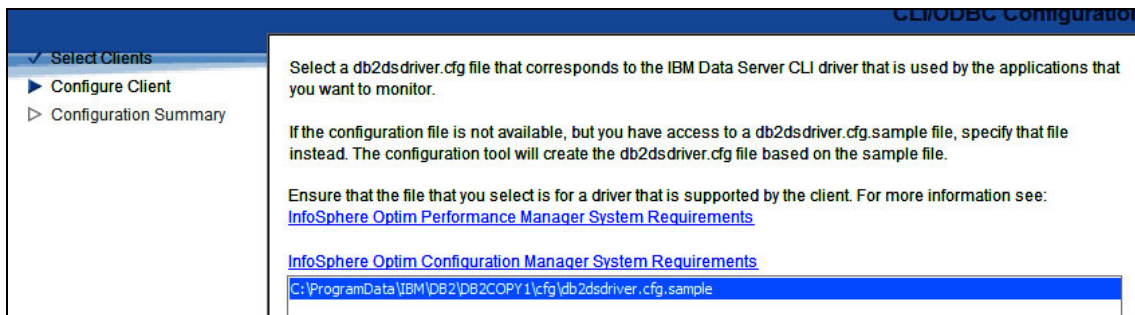 CLI/ODBC Configuration
Select Clients
Configure Client
Configuration Summary
Select a db2dsdriver.cfg file that corresponds to the IBM Data Server CLI driver that is used by the applications that
you want to monitor.
If the configuration file is not available, but you have access to a db2dsdriver.cfg.sample file, specify that file
instead. The configuration tool will create the db2dsdriver.cfg file based on the sample file.
Ensure that the file that you select is for a driver that is supported by the client. For more information see:
InfoSphere Optim Performance Manager System Requirements
InfoSphere Optim Configuration Manager System Requirements
C:\ProgramData\IBM\DB2\DB2COPY1\cfg\db2dsdriver.cfg.sample